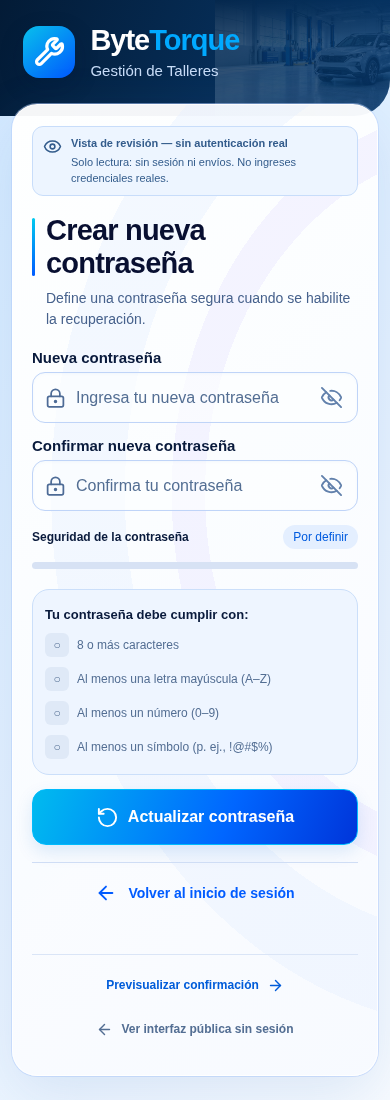 ByteTorque
Gestión de Talleres
Vista de revisión — sin autenticación real
Solo lectura: sin sesión ni envíos. No ingreses
credenciales reales.
Crear nueva
contraseña
Define una contraseña segura cuando se habilite
la recuperación.
Nueva contraseña
Ingresa tu nueva contraseña
Confirmar nueva contraseña
Confirma tu contraseña
Seguridad de la contraseña
Por definir
Tu contraseña debe cumplir con:
8 o más caracteres
Al menos una letra mayúscula (A–Z)
Al menos un número (0–9)
Al menos un símbolo (p. ej., !@#$%)
Actualizar contraseña
Volver al inicio de sesión
Previsualizar confirmación
Ver interfaz pública sin sesión